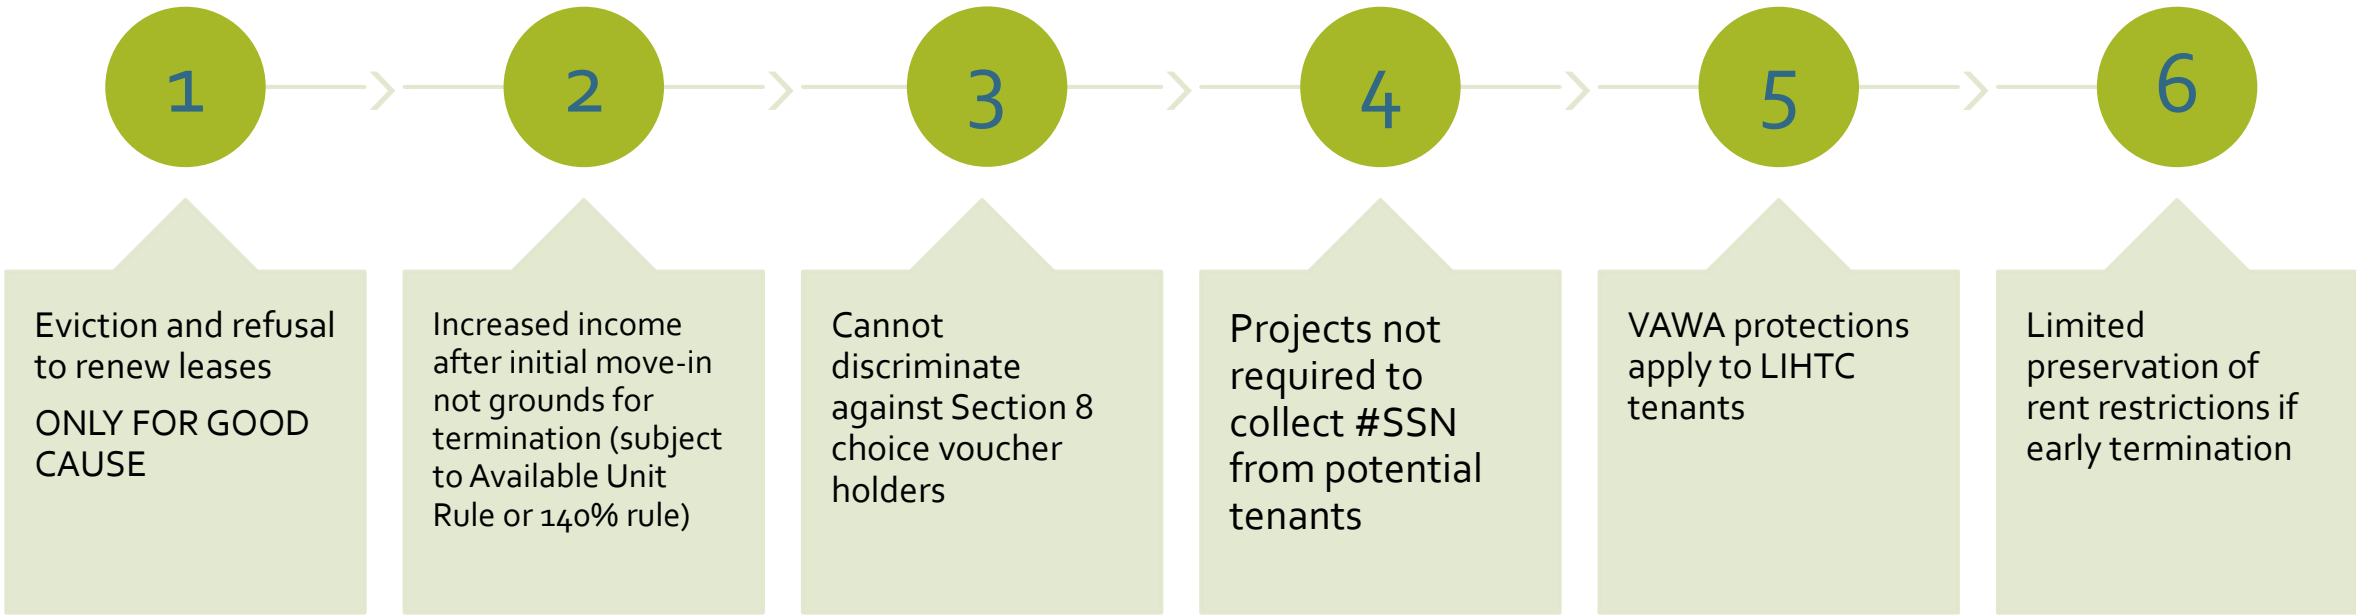 1
Eviction and refusal
to renew leases
ONLY FOR GOOD
CAUSE
2
Increased income
after initial move-in
not grounds for
termination (subject
to Available Unit
Rule or 140% rule)
3
Cannot
discriminate
against Section 8
choice voucher
holders
4
Projects not
required to
collect #SSN
from potential
tenants
5
VAWA protections
apply to LIHTC
tenants
6
Limited
preservation of
rent restrictions if
early termination